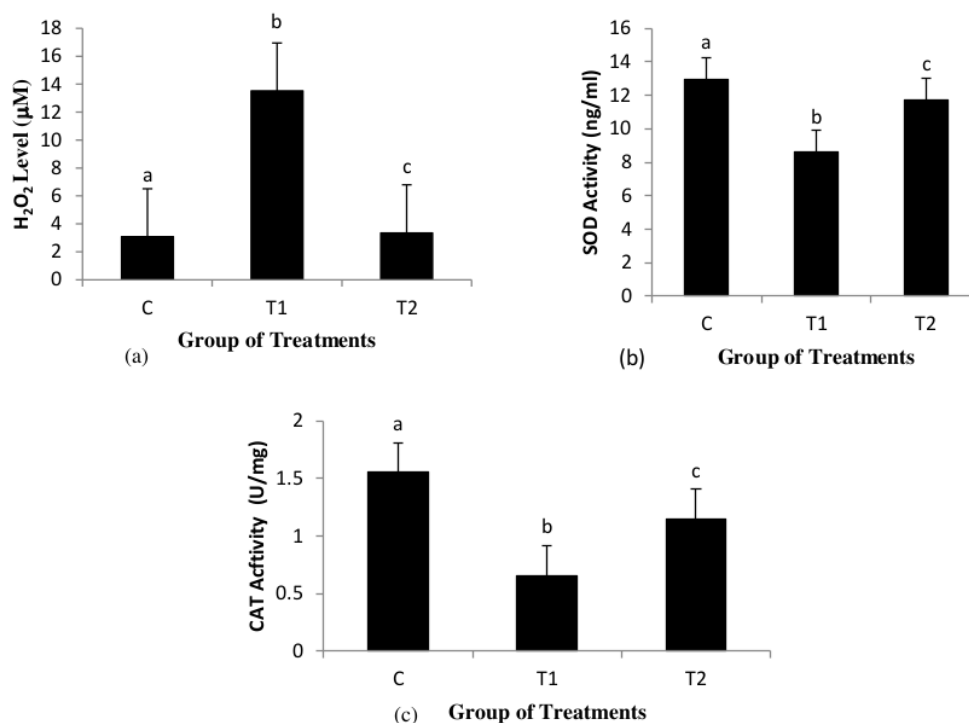 18
16
14
12
10
8
6
4
2
0
H₂O₂ Level (µM)
a
b
c
C T1 T2
Group of Treatments
(a)
16
14
12
10
8
6
4
2
0
SOD Activity (ng/ml)
a
b
c
C T1 T2
Group of Treatments
(b)
2
1.5
1
0.5
0
CAT Acftivity (U/mg)
a
b
c
C T1 T2
Group of Treatments
(c)